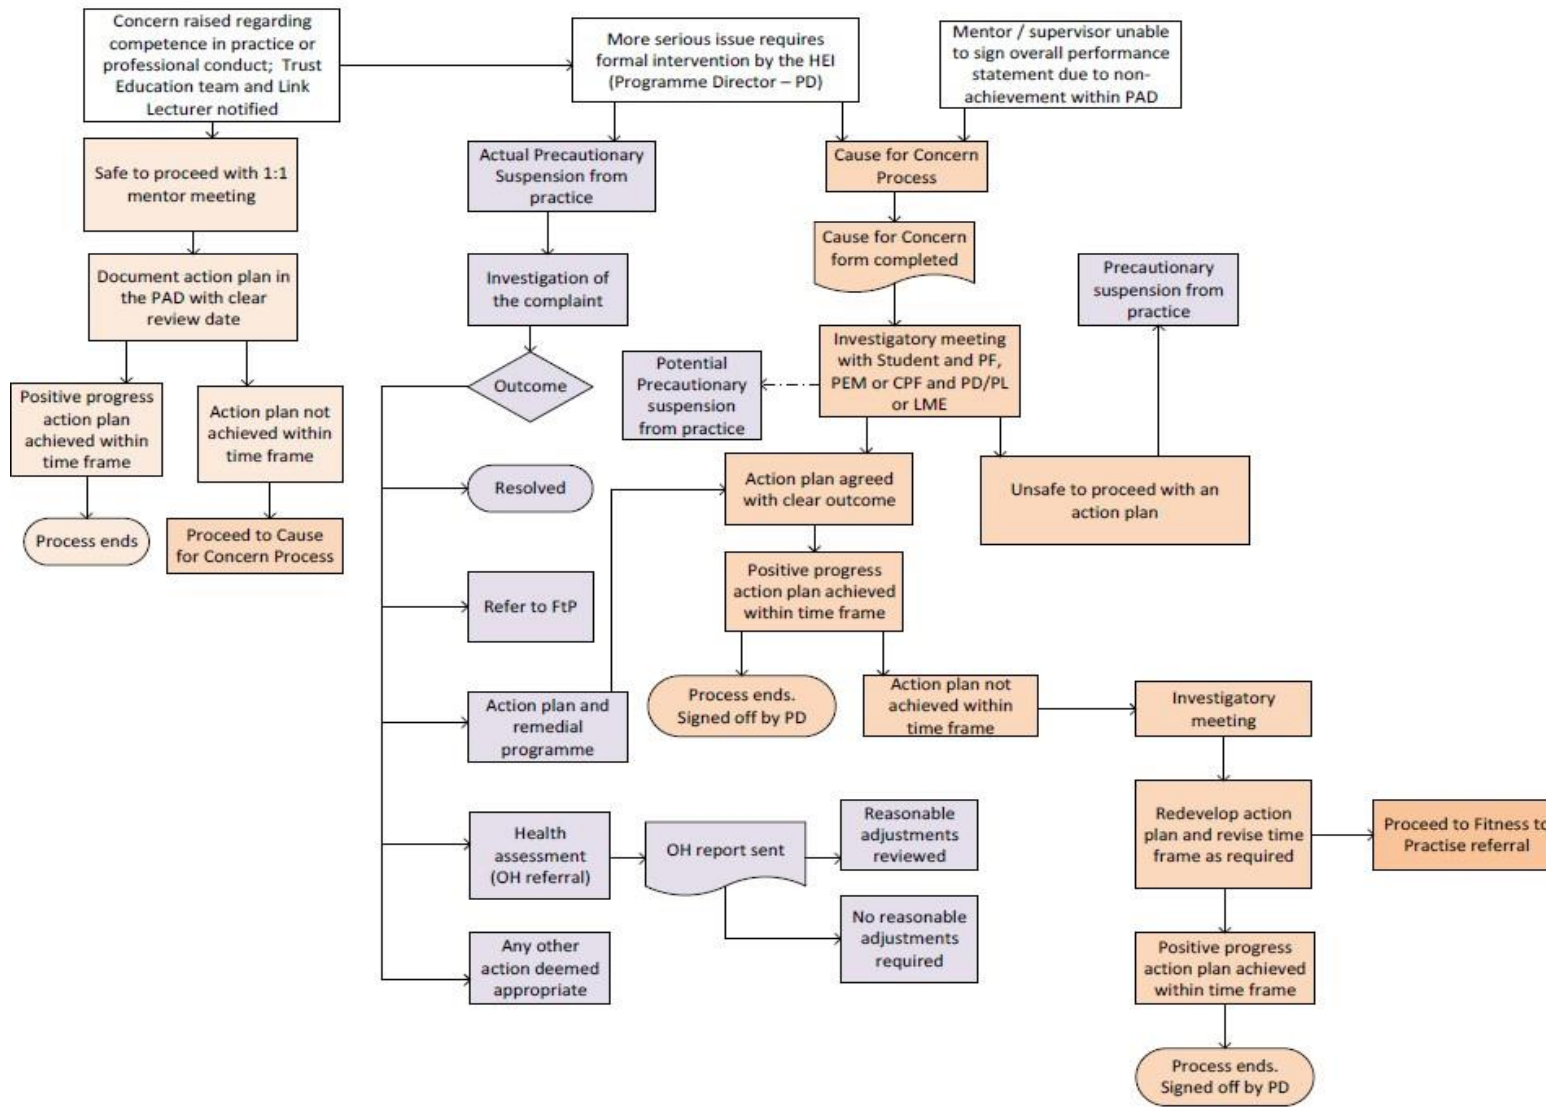 Concern raised regarding
competence in practice or
professional conduct; Trust
Education team and Link
Lecturer notified
More serious issue requires
formal intervention by the HEI
(Programme Director – PD)
Mentor / supervisor unable
to sign overall performance
statement due to non-
achievement within PAD
Safe to proceed with 1:1
mentor meeting
Actual Precautionary
Suspension from
practice
Cause for Concern
Process
Document action plan in
the PAD with clear
review date
Investigation of
the complaint
Cause for Concern
form completed
Precautionary
suspension from
practice
Positive progress
action plan
achieved within
time frame
Action plan not
achieved within
time frame
Outcome
Potential
Precautionary
suspension
from practice
Investigatory meeting
with Student and PF,
PEM or CPF and PD/PL
or LME
Process ends
Proceed to Cause
for Concern Process
Resolved
Action plan agreed
with clear outcome
Unsafe to proceed with an
action plan
Refer to FtP
Positive progress
action plan achieved
within time frame
Action plan and
remedial
programme
Process ends.
Signed off by PD
Action plan not
achieved within
time frame
Investigatory
meeting
Health
assessment
(OH referral)
OH report sent
Reasonable
adjustments
reviewed
Redevelop action
plan and revise time
frame as required
Proceed to Fitness to
Practise referral
Any other
action deemed
appropriate
No reasonable
adjustments
required
Positive progress
action plan achieved
within time frame
Process ends.
Signed off by PD